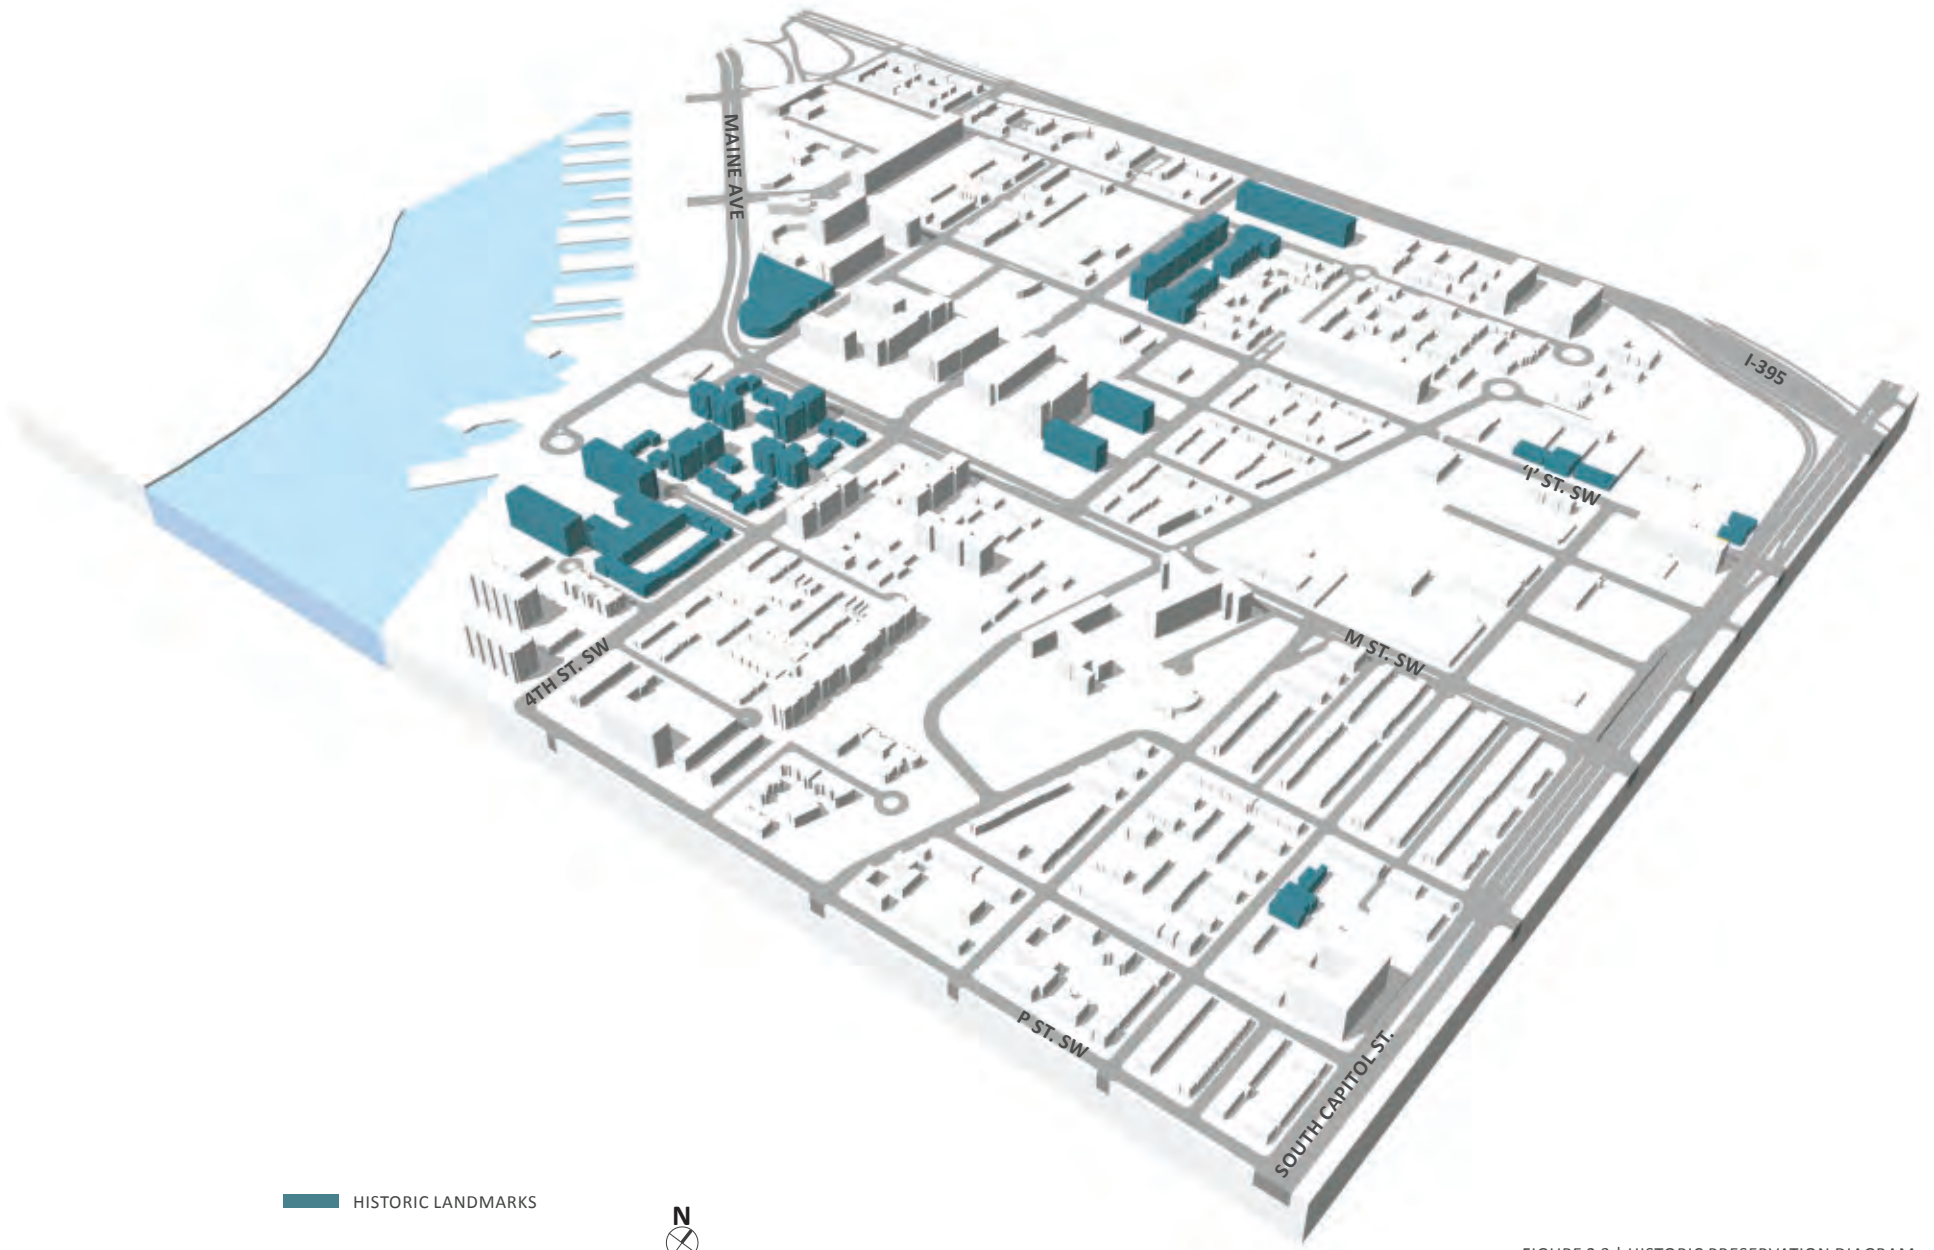 MAINE AVE
I-395
'I' ST. SW
M ST. SW
4TH ST. SW
P ST. SW
SOUTH CAPITOL ST.
HISTORIC LANDMARKS
N